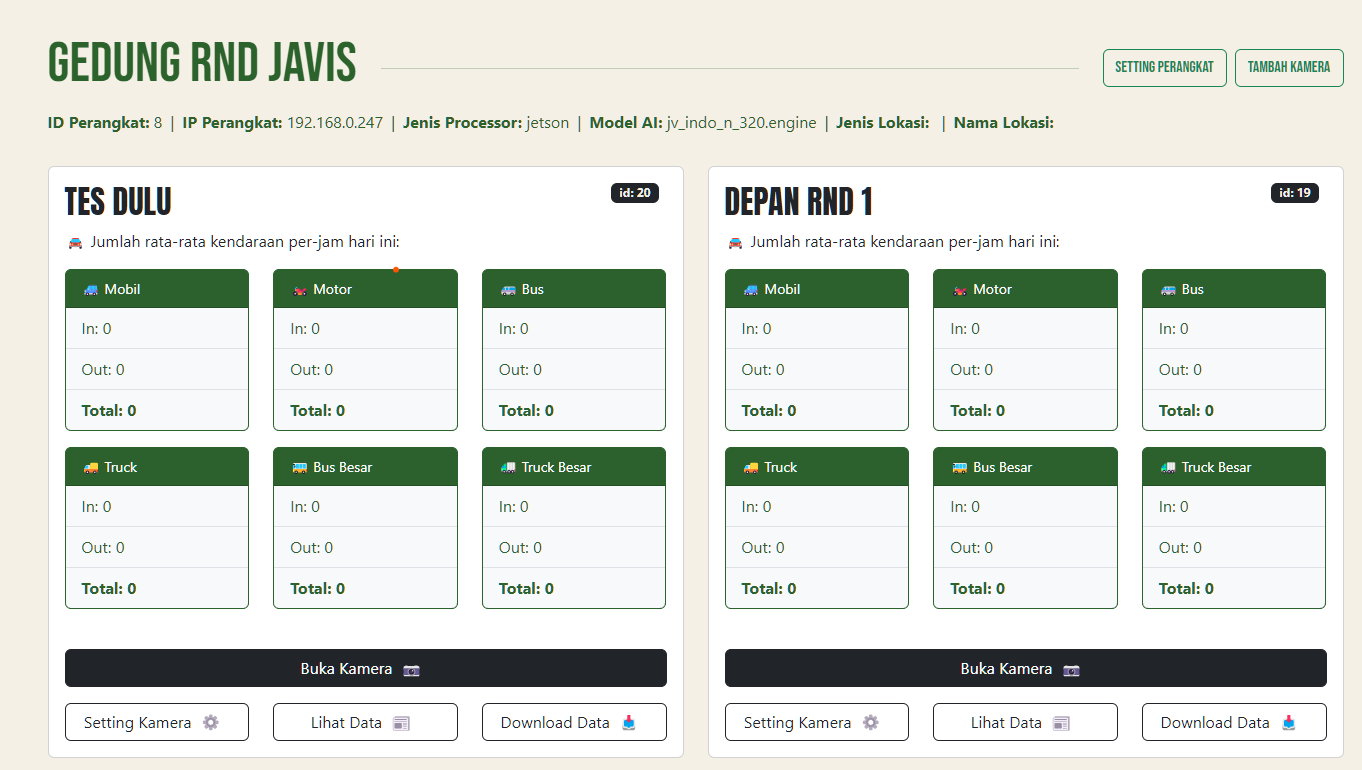 GEDUNG RND JAVIS
SETTING PERANGKAT
TAMBAH KAMERA
ID Perangkat: 8 | IP Perangkat: 192.168.0.247 | Jenis Processor: jetson | Model AI: jv_indo_n_320.engine | Jenis Lokasi: | Nama Lokasi:
TES DULU
id: 20
Jumlah rata-rata kendaraan per-jam hari ini:
Mobil
In: 0
Out: 0
Total: 0
Motor
In: 0
Out: 0
Total: 0
Bus
In: 0
Out: 0
Total: 0
Truck
In: 0
Out: 0
Total: 0
Bus Besar
In: 0
Out: 0
Total: 0
Truck Besar
In: 0
Out: 0
Total: 0
Buka Kamera
Setting Kamera
Lihat Data
Download Data
DEPAN RND 1
id: 19
Jumlah rata-rata kendaraan per-jam hari ini:
Mobil
In: 0
Out: 0
Total: 0
Motor
In: 0
Out: 0
Total: 0
Bus
In: 0
Out: 0
Total: 0
Truck
In: 0
Out: 0
Total: 0
Bus Besar
In: 0
Out: 0
Total: 0
Truck Besar
In: 0
Out: 0
Total: 0
Buka Kamera
Setting Kamera
Lihat Data
Download Data